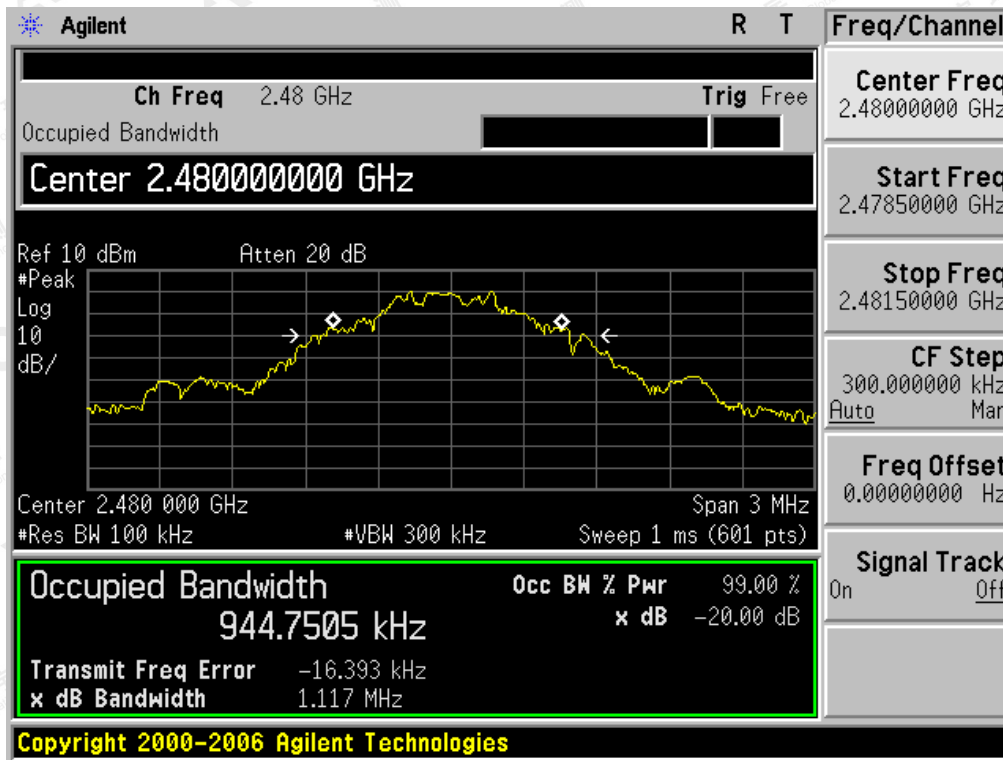 Agilent R T Freq/Channel
Ch Freq 2.48 GHz Trig Free
Occupied Bandwidth
Center 2.480000000 GHz
Ref 10 dBm Atten 20 dB
#Peak
Log
10
dB/
Center 2.480 000 GHz Span 3 MHz
#Res BW 100 kHz #VBW 300 kHz Sweep 1 ms (601 pts)
Occupied Bandwidth Occ BW % Pwr 99.00 %
944.7505 kHz x dB -20.00 dB
Transmit Freq Error -16.393 kHz
x dB Bandwidth 1.117 MHz
Copyright 2000-2006 Agilent Technologies
Center Freq
2.48000000 GHz
Start Freq
2.47850000 GHz
Stop Freq
2.48150000 GHz
CF Step
300.000000 kHz
Auto Man
Freq Offset
0.00000000 Hz
Signal Track
On Off